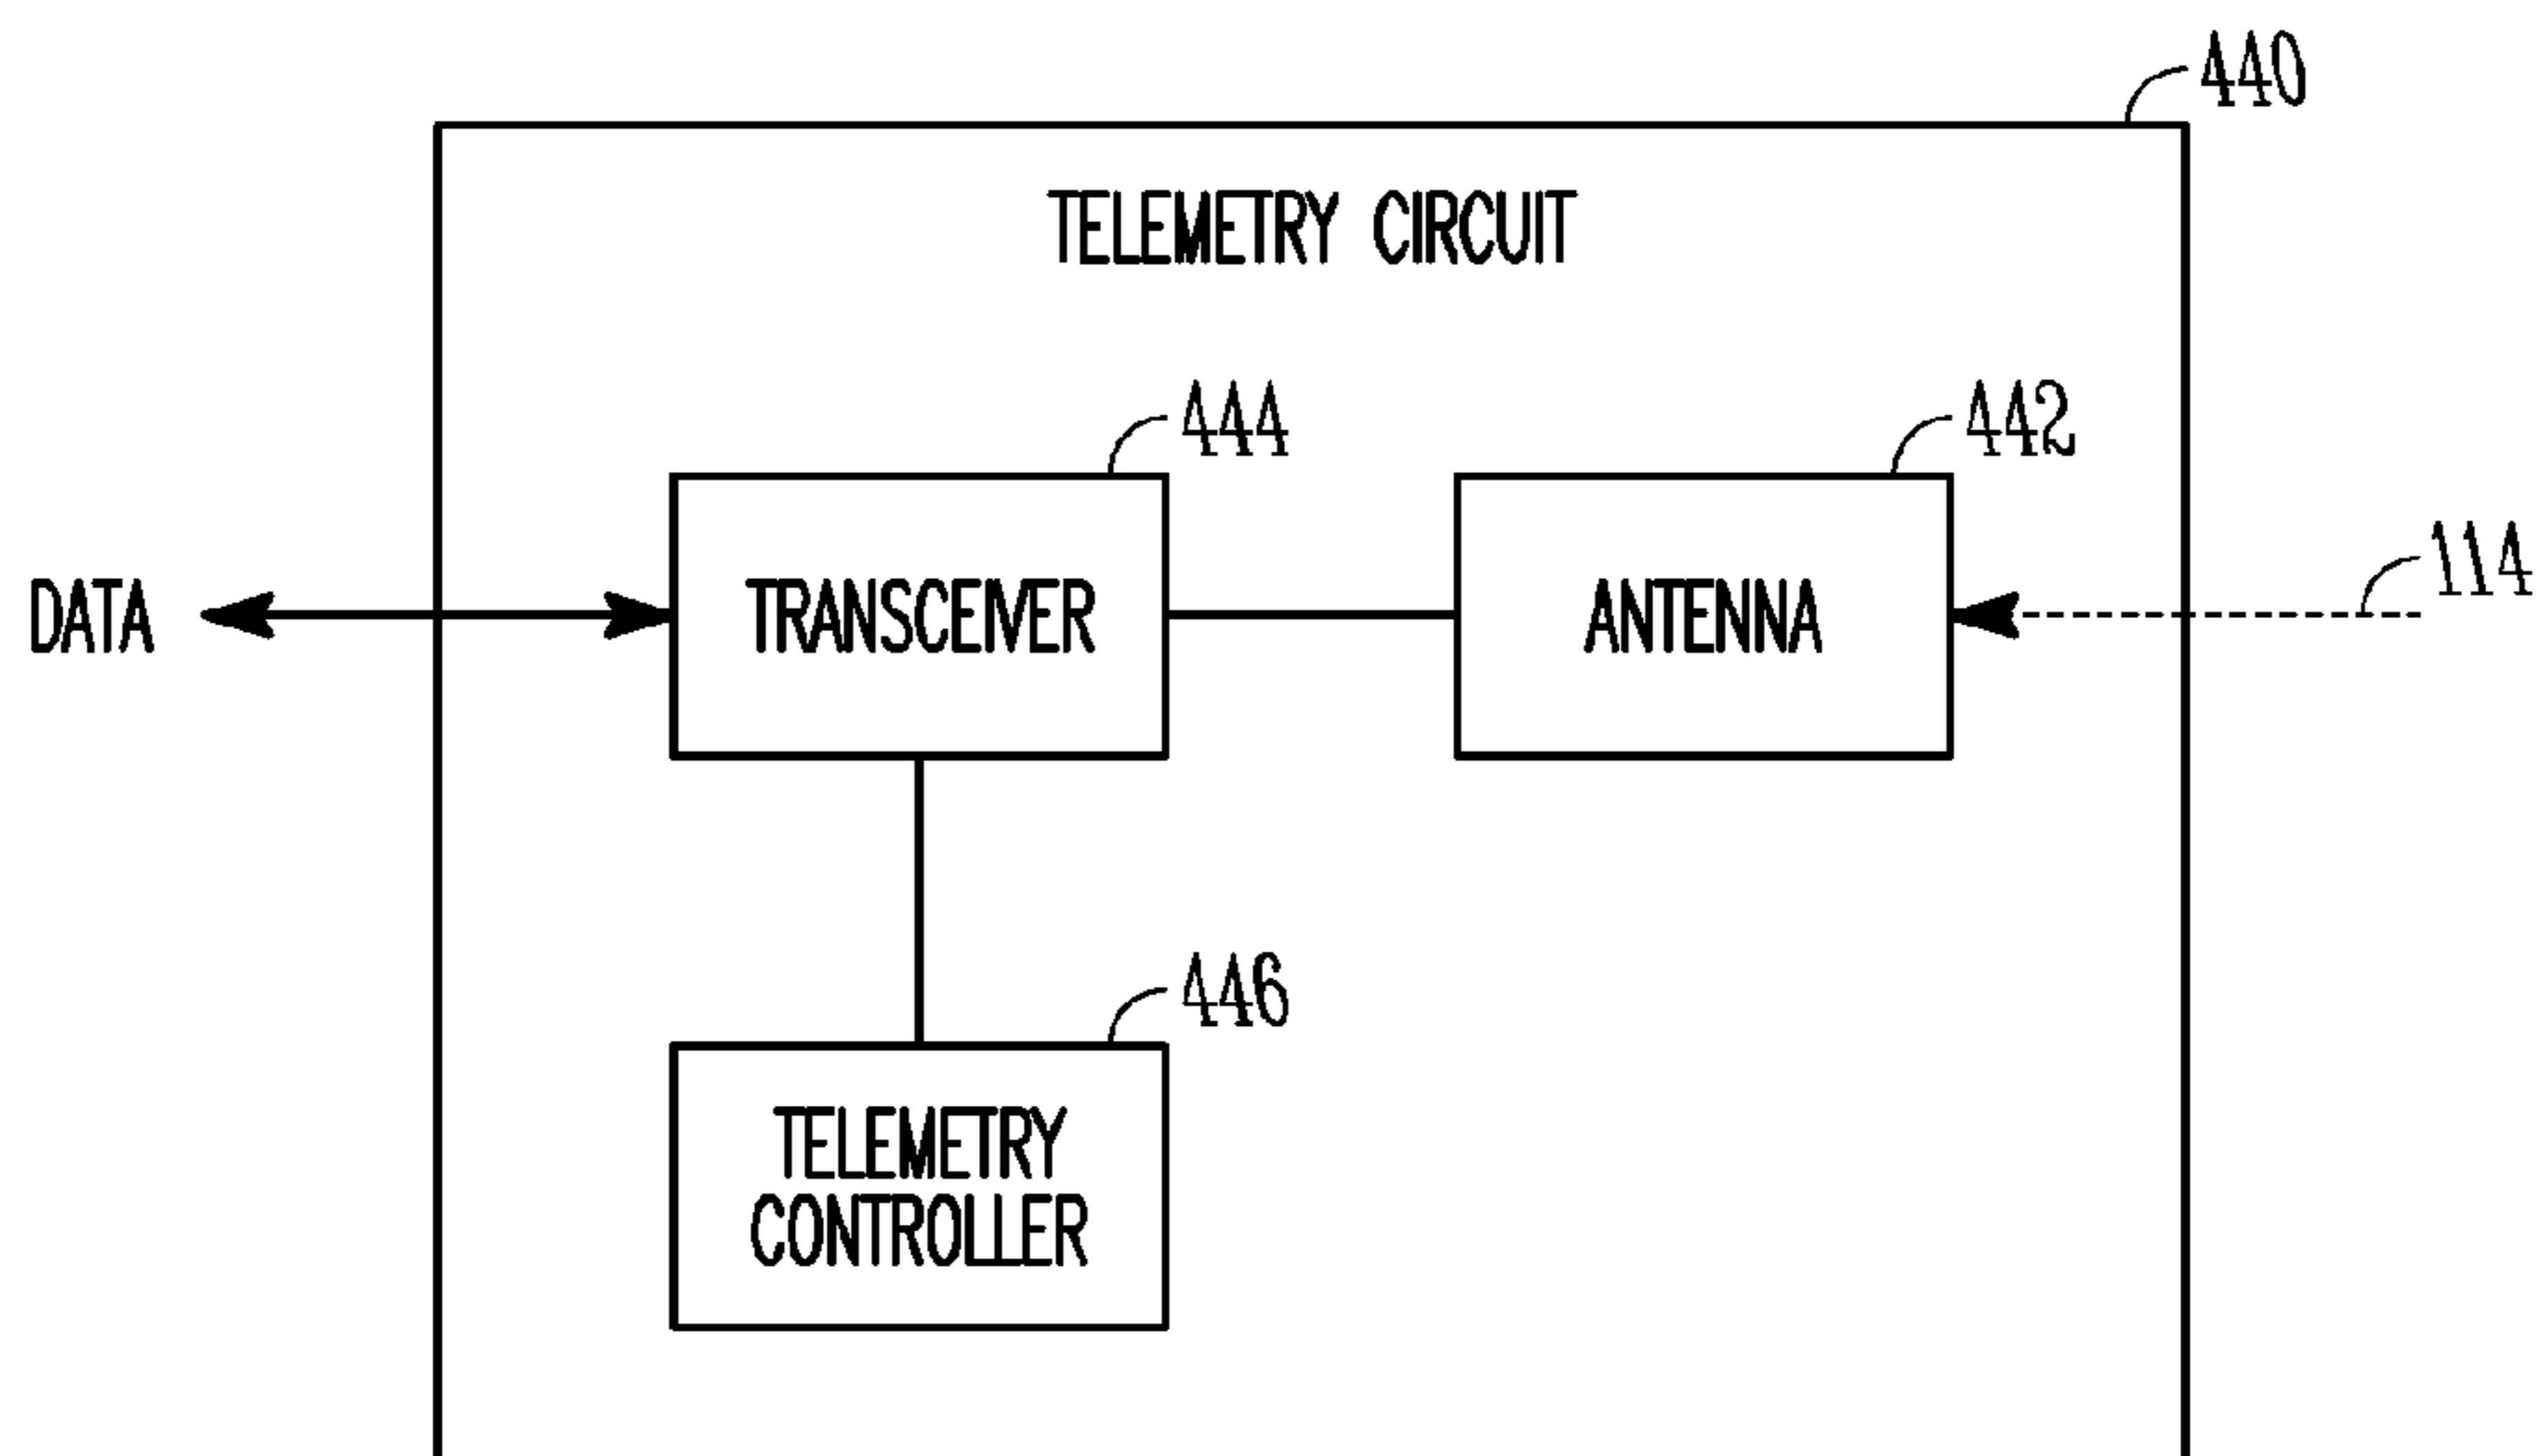 440
TELEMETRY CIRCUIT
444
442
114
DATA
TRANSCEIVER
ANTENNA
446
TELEMETRY
CONTROLLER